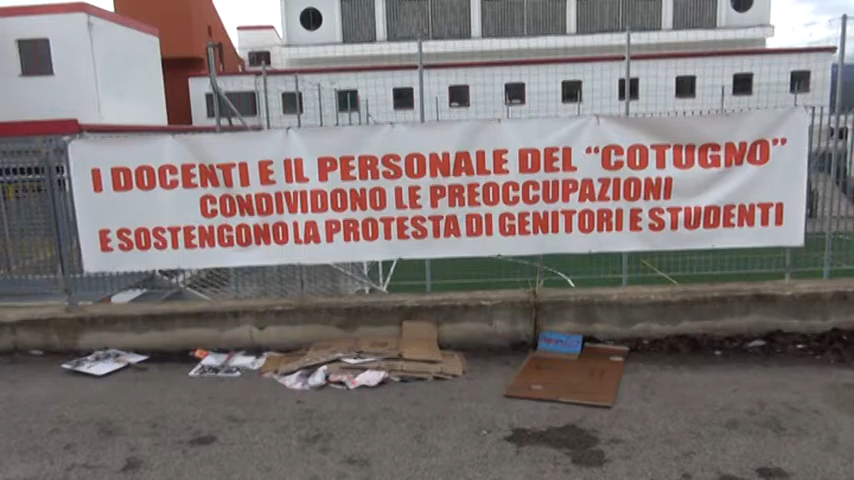 I DOCENTI E IL PERSONALE DEL “COTUGNO”
CONDIVIDONO LE PREOCCUPAZIONI
E SOSTENGONO LA PROTESTA DI GENITORI E STUDENTI